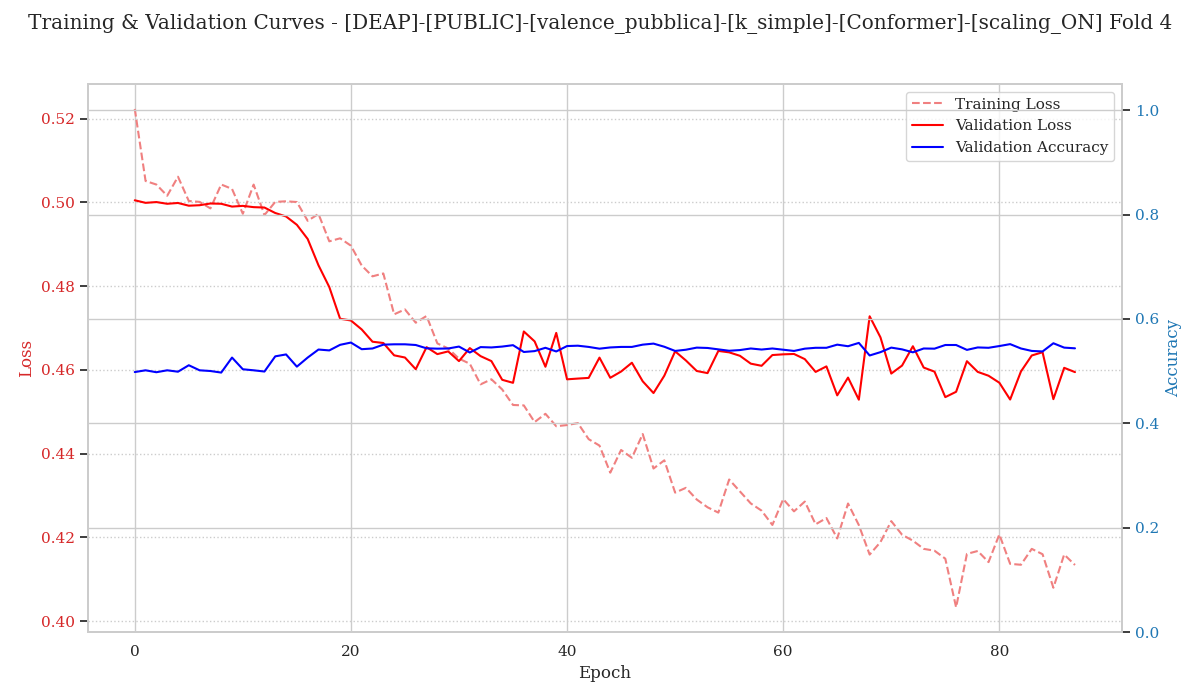 Training & Validation Curves - [DEAP]-[PUBLIC]-[valence_pubblica]-[k_simple]-[Conformer]-[scaling_ON] Fold 4
Training Loss
Validation Loss
Validation Accuracy
Loss
0.52
0.50
0.48
0.46
0.44
0.42
0.40
1.0
0.8
0.6
0.4
0.2
0.0
Accuracy
0
20
40
60
80
Epoch